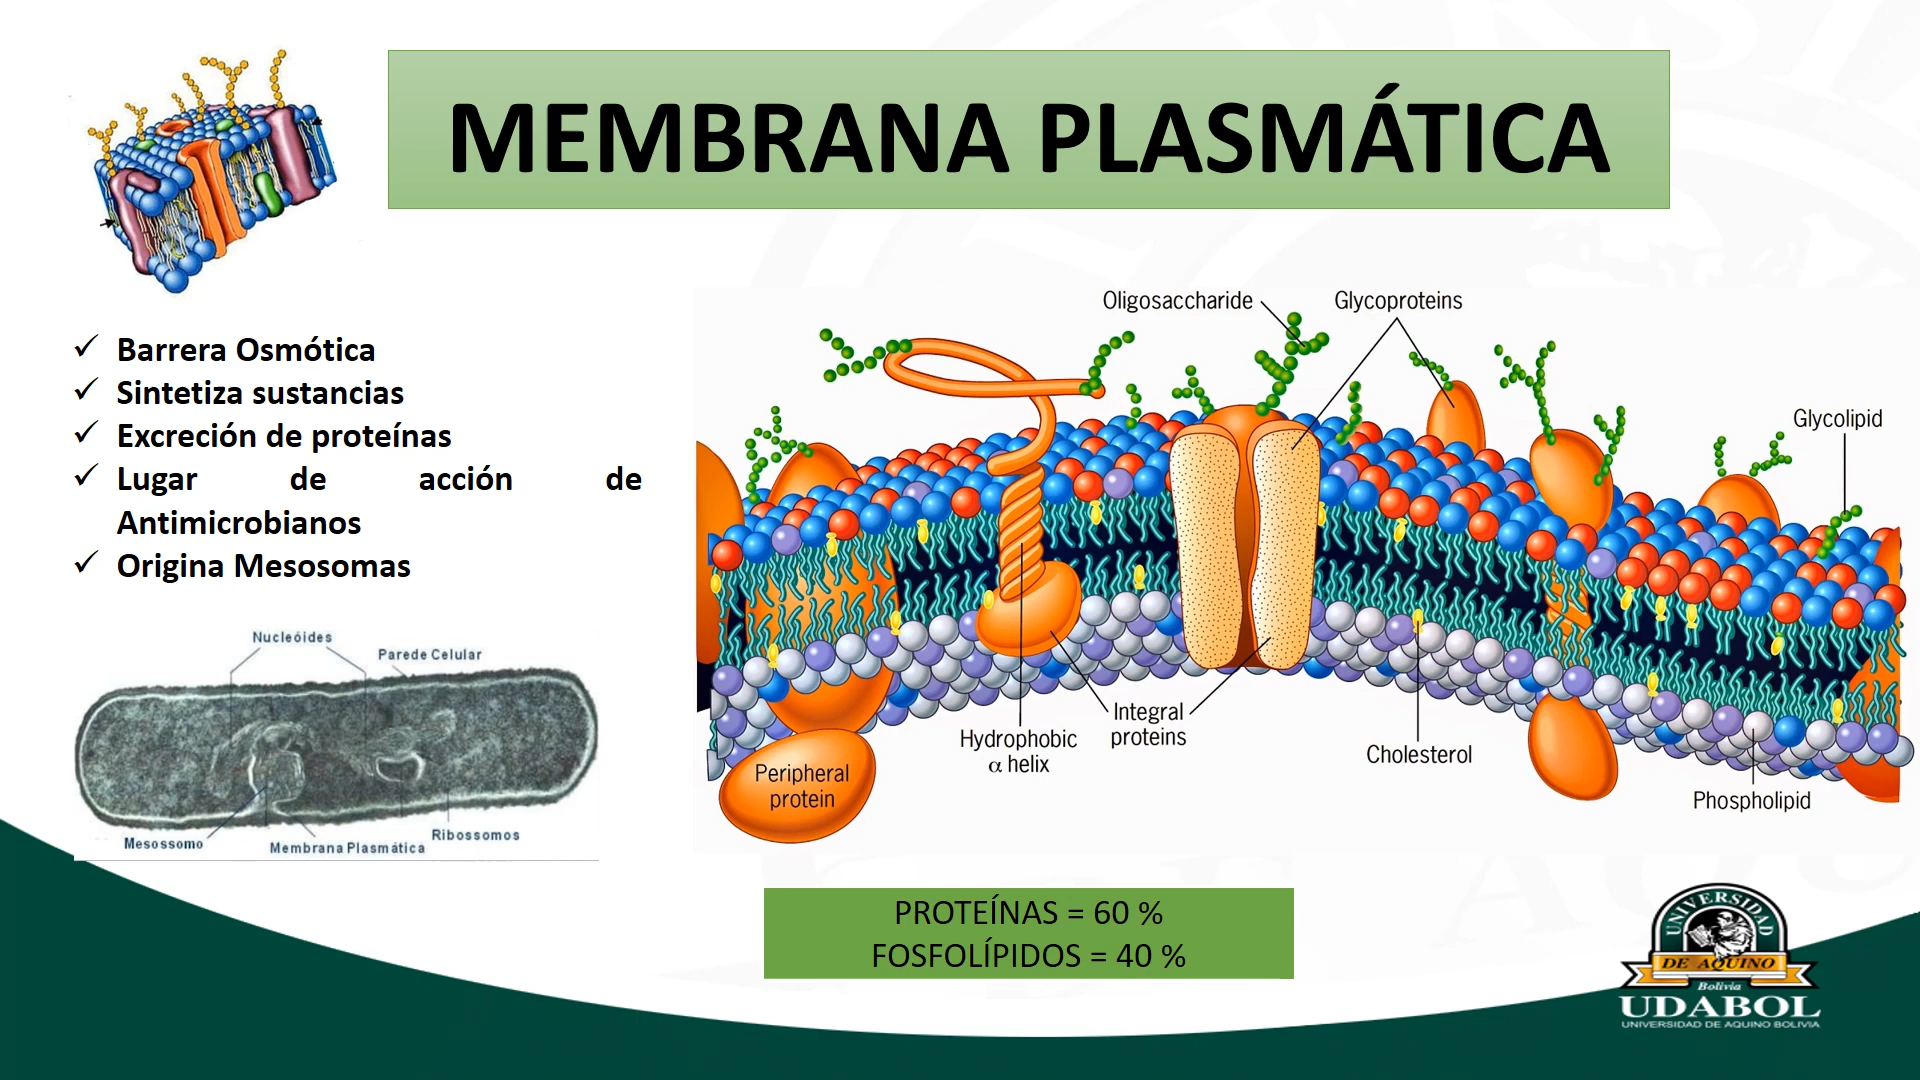 MEMBRANA PLASMÁTICA
✓ Barrera Osmótica
✓ Sintetiza sustancias
✓ Excreción de proteínas
✓ Lugar de acción de
Antimicrobianos
✓ Origina Mesosomas
Nucleóides
Parede Celular
Mesossomo
Membrana Plasmática
Ribossomos
Oligosaccharide
Glycoproteins
Glycolipid
Hydrophobic
α helix
Integral
proteins
Cholesterol
Phospholipid
Peripheral
protein
PROTEÍNAS = 60 %
FOSFOLÍPIDOS = 40 %
UNIVERSIDAD
DE AQUINO
Bolivia
UDABOL
UNIVERSIDAD DE AQUINO BOLIVIA